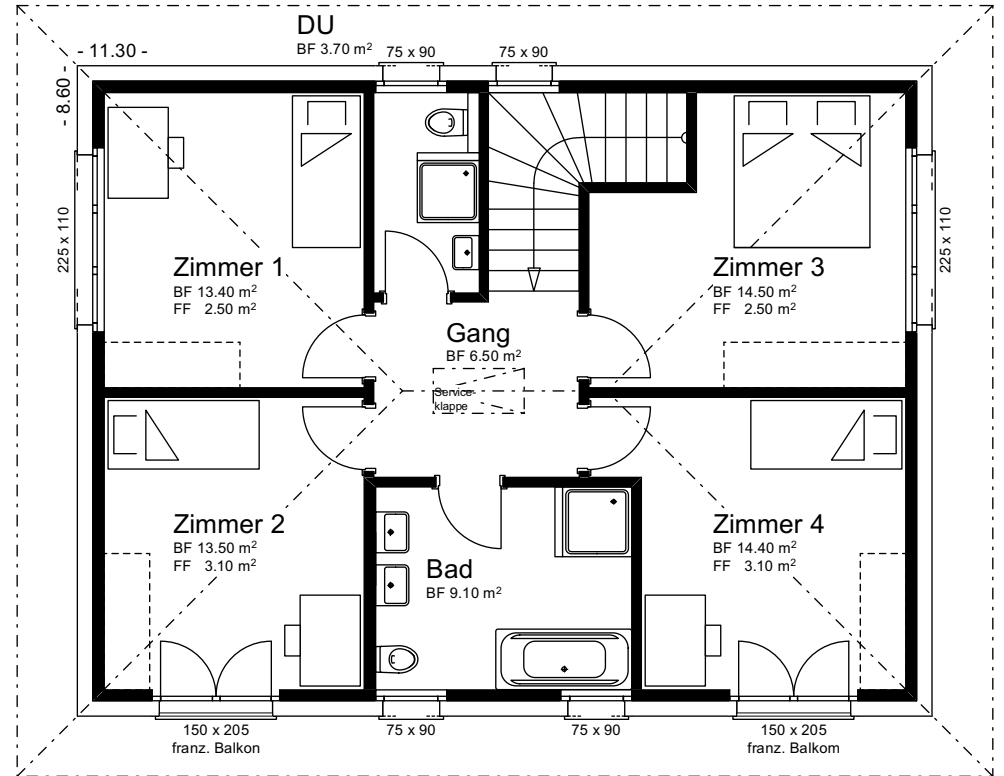 DU
BF 3.70 m²
- 11.30 -
75 x 90
75 x 90
- 8.60 -
225 x 110
225 x 110
Zimmer 1
BF 13.40 m²
FF 2.50 m²
Zimmer 3
BF 14.50 m²
FF 2.50 m²
Gang
BF 6.50 m²
Service-
klappe
Zimmer 2
BF 13.50 m²
FF 3.10 m²
Zimmer 4
BF 14.40 m²
FF 3.10 m²
Bad
BF 9.10 m²
150 x 205
franz. Balkon
75 x 90
75 x 90
150 x 205
franz. Balkom